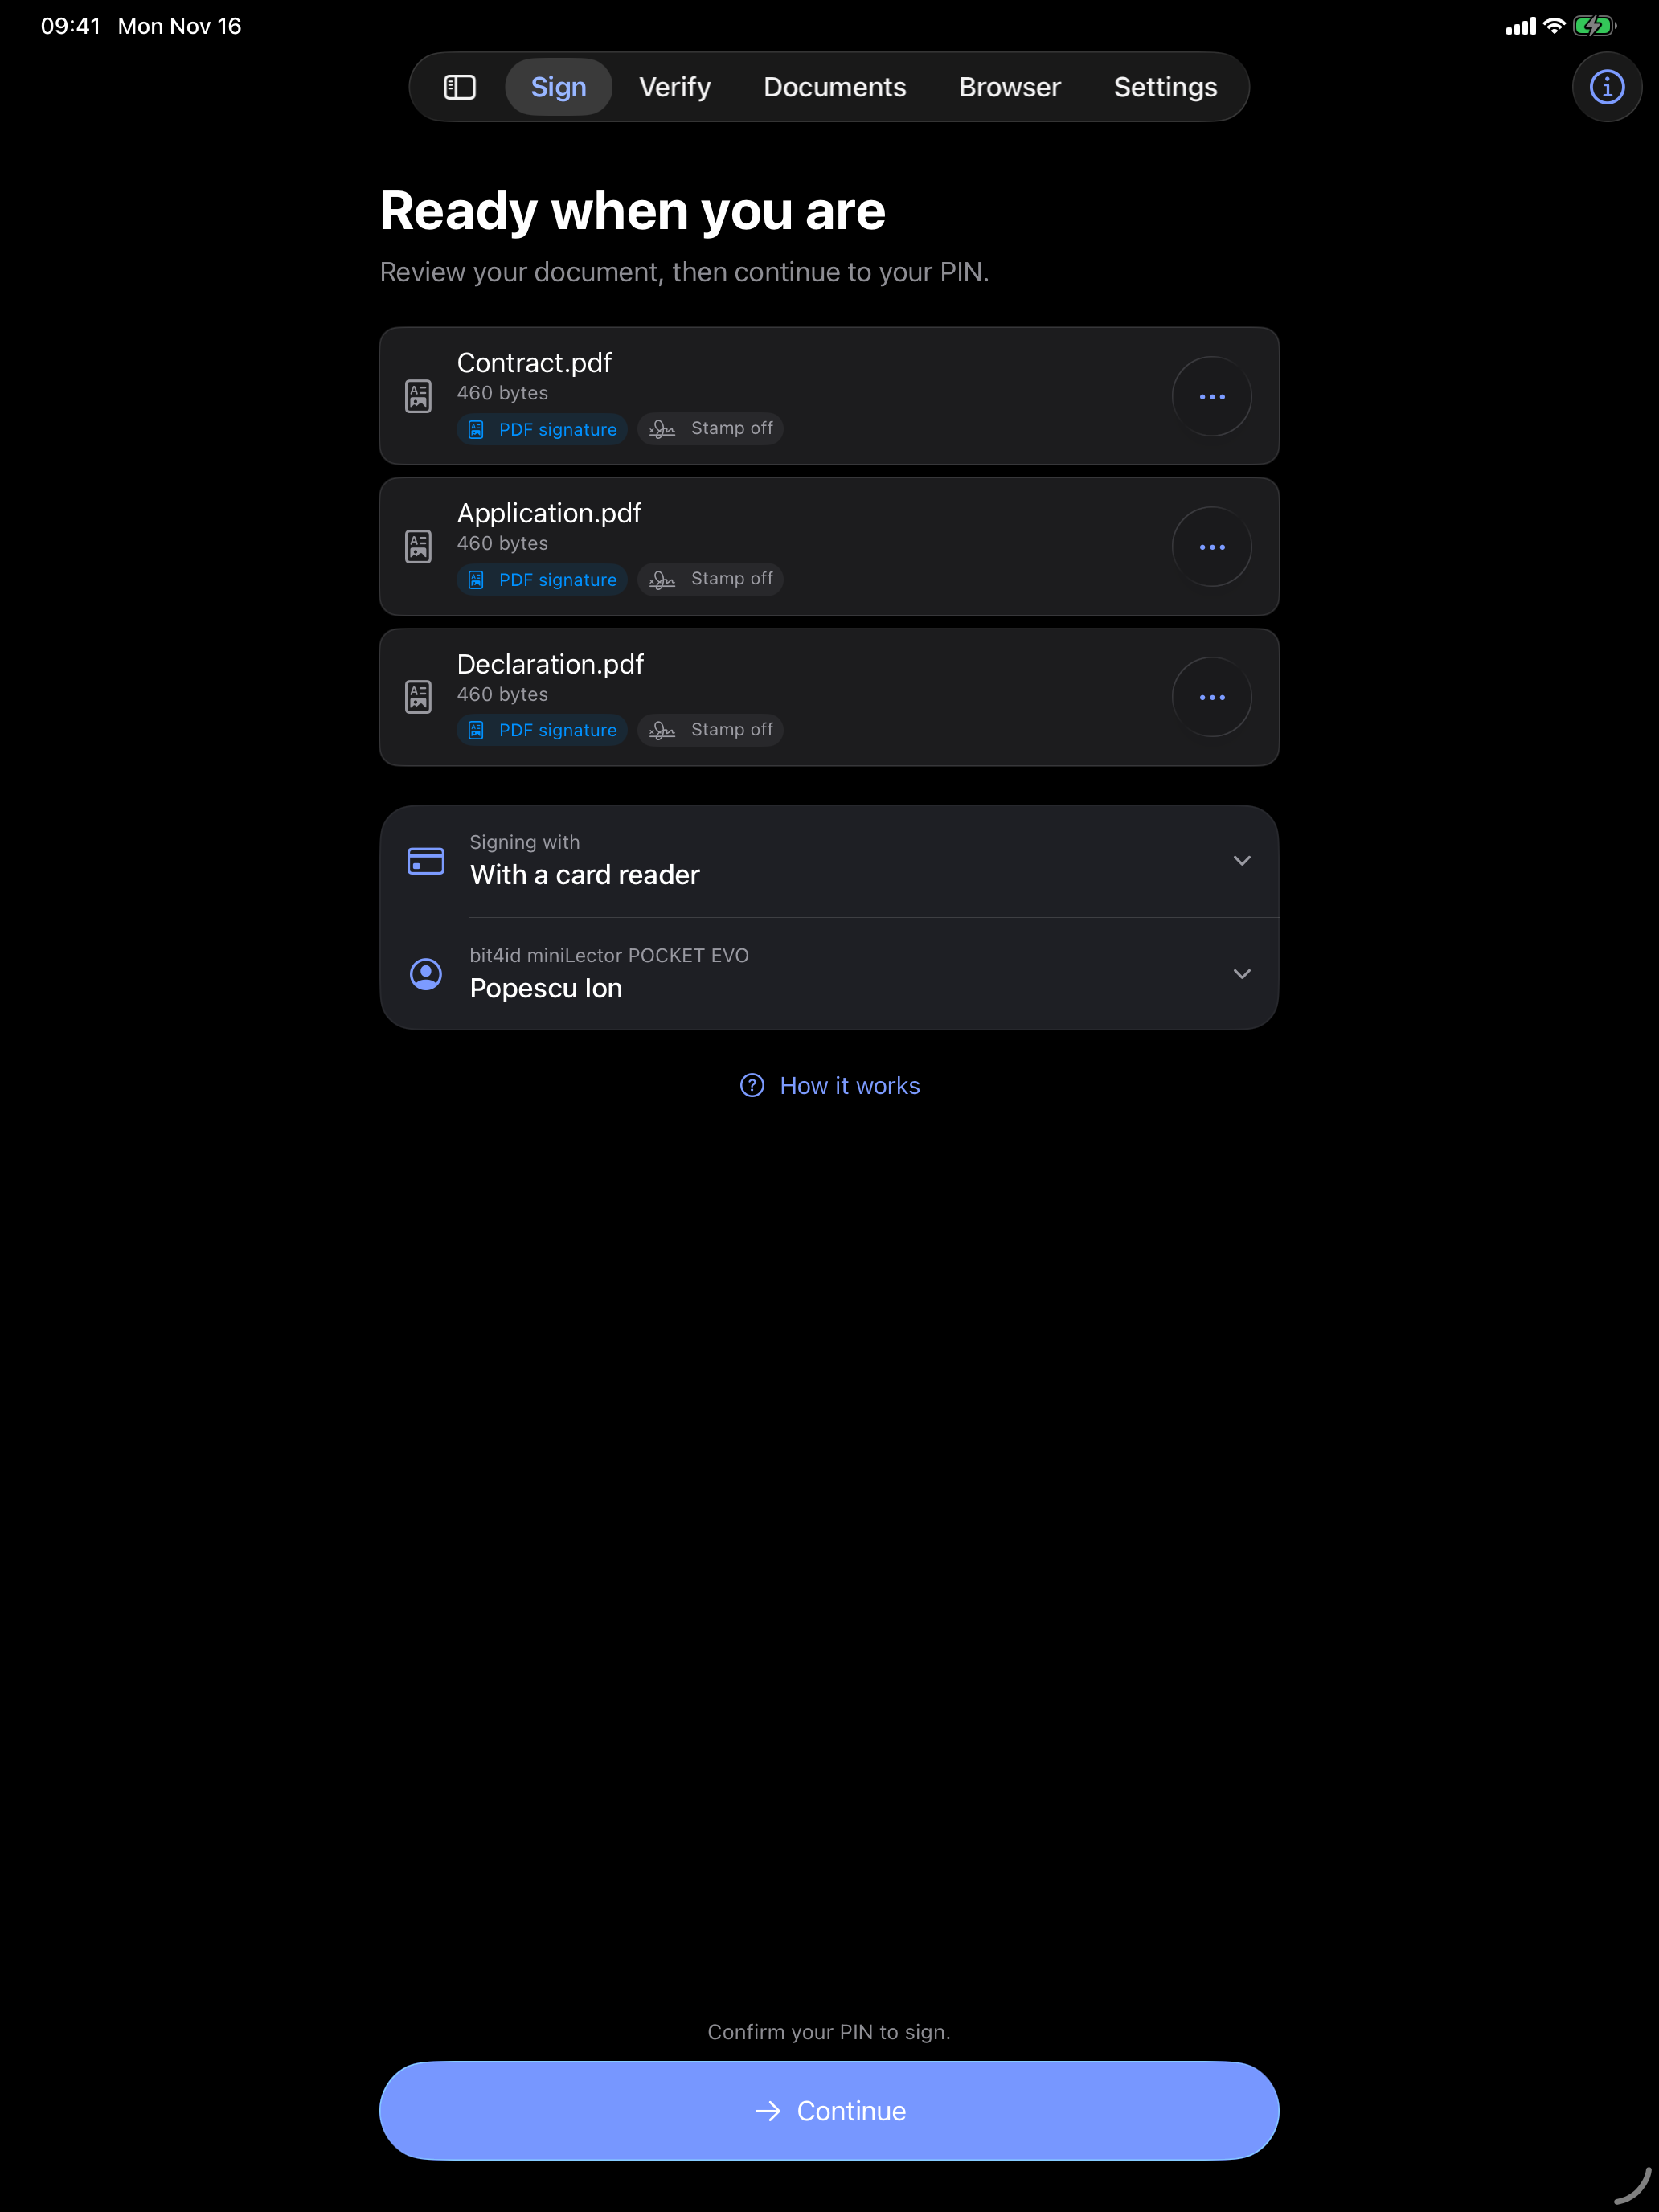 09:41 Mon Nov 16
Sign Verify Documents Browser Settings
Ready when you are
Review your document, then continue to your PIN.
Contract.pdf
460 bytes
PDF signature Stamp off
Application.pdf
460 bytes
PDF signature Stamp off
Declaration.pdf
460 bytes
PDF signature Stamp off
Signing with
With a card reader
bit4id miniLector POCKET EVO
Popescu Ion
How it works
Confirm your PIN to sign.
Continue